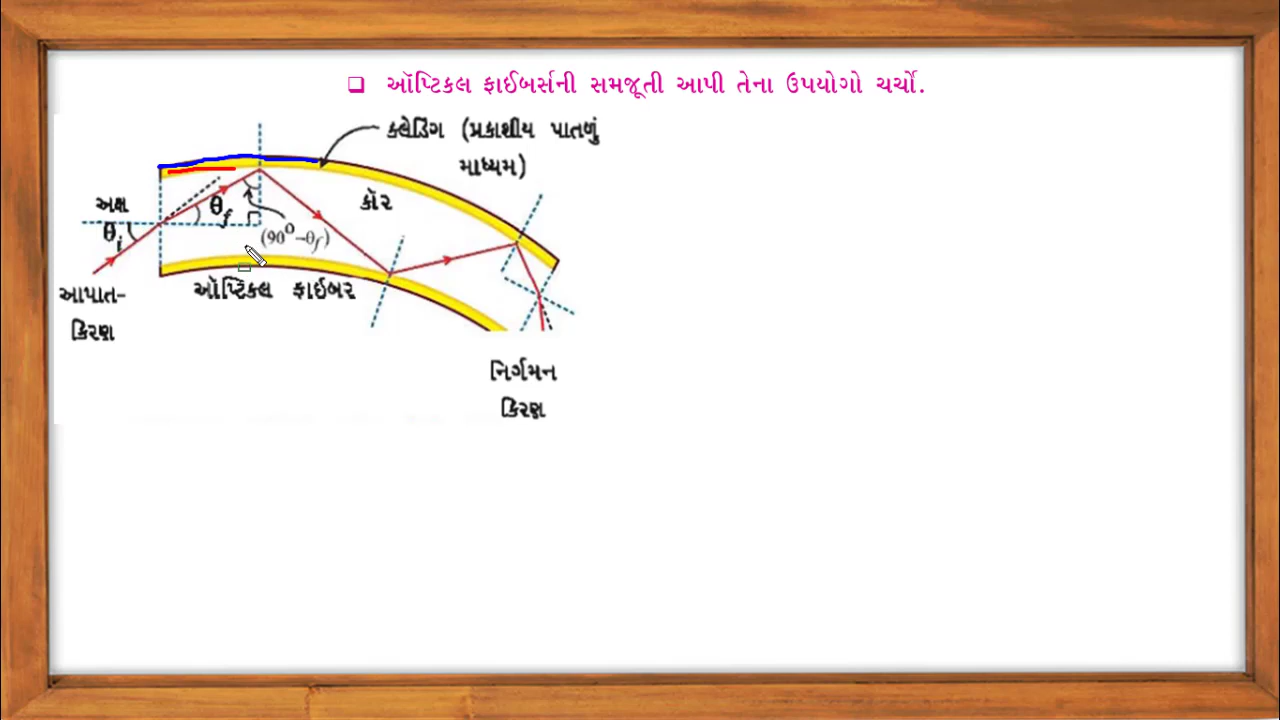 ❑ ઑપ્ટિકલ ફાઈબર્સની સમજૂતી આપી તેના ઉપયોગો ચર્ચો.
ક્લેડિંગ (પ્રકાશીય પાતળું
માધ્યમ)
અક્ષ
કૉર
θf
θi
(90°–θf)
આપાત-
કિરણ
ઑપ્ટિકલ ફાઇબર
નિર્ગમન
કિરણ